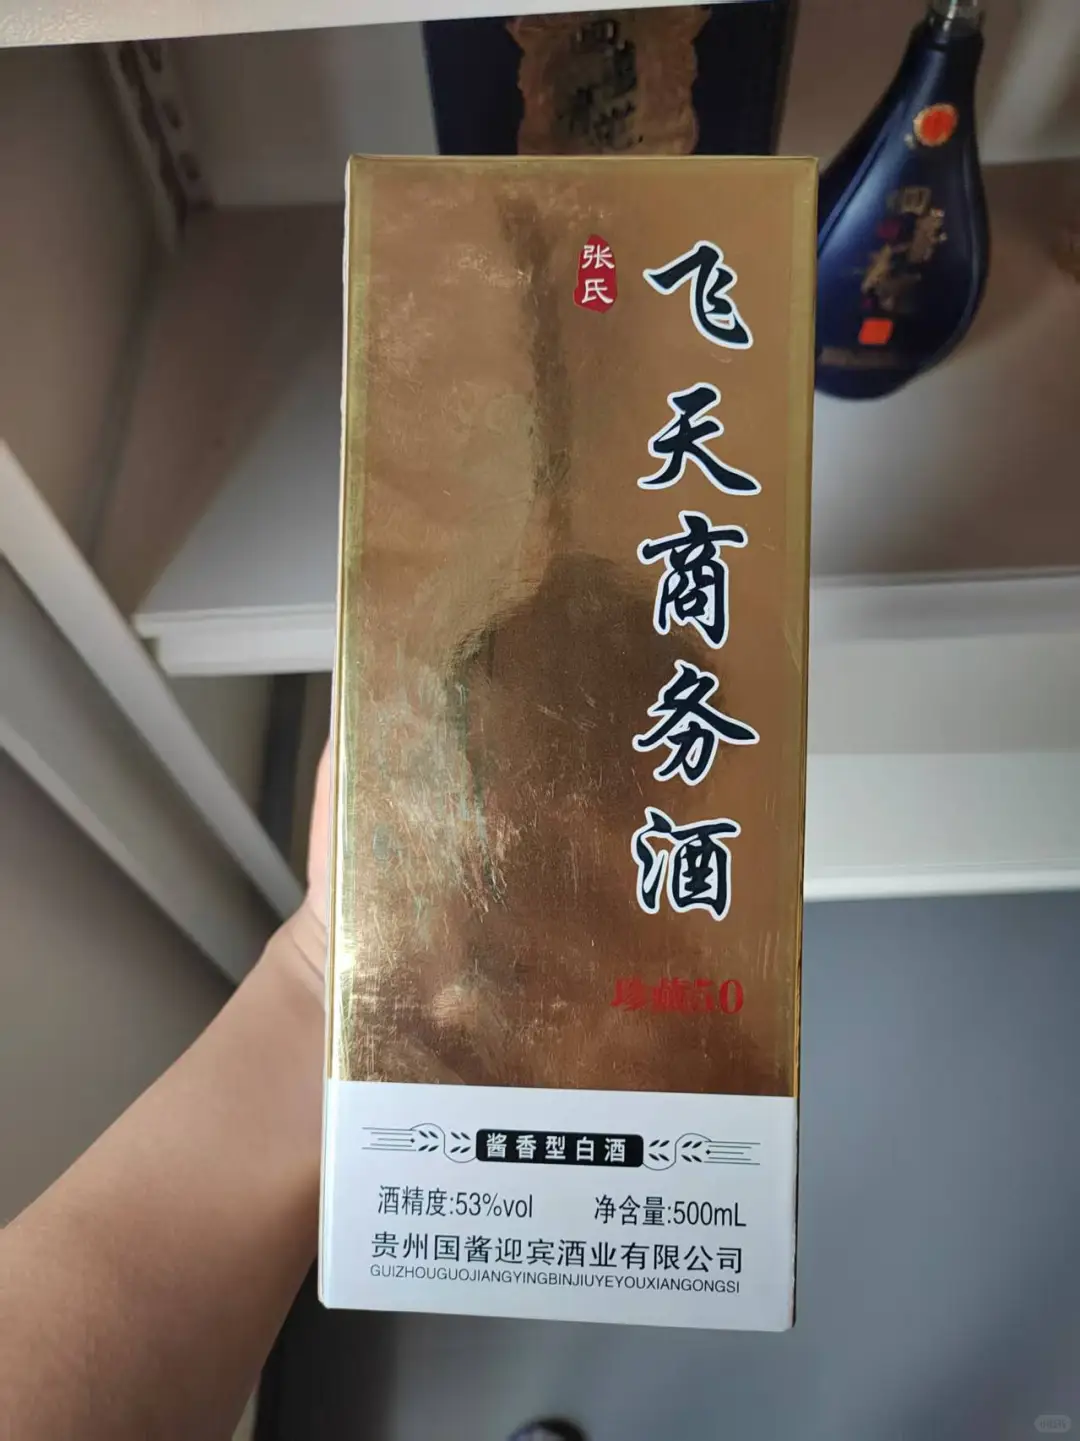 飞天商务酒
张氏
珍藏5.0
酱香型白酒
酒精度:53%vol 净含量:500mL
贵州国酱迎宾酒业有限公司
GUIZHOUGUOJIANGYINGBINJIUYEYOUXIANGONGSI